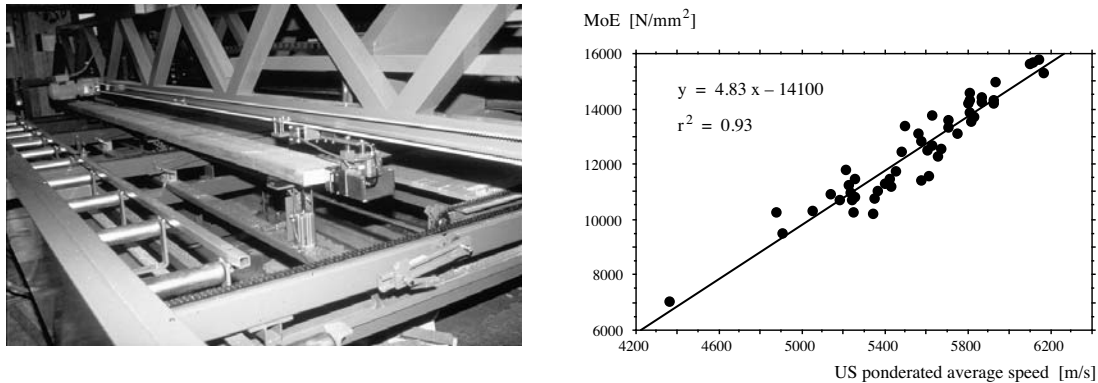 MoE [N/mm²]
16000
14000
12000
10000
8000
6000
y = 4.83 x – 14100
r² = 0.93
4200 4600 5000 5400 5800 6200
US ponderated average speed [m/s]